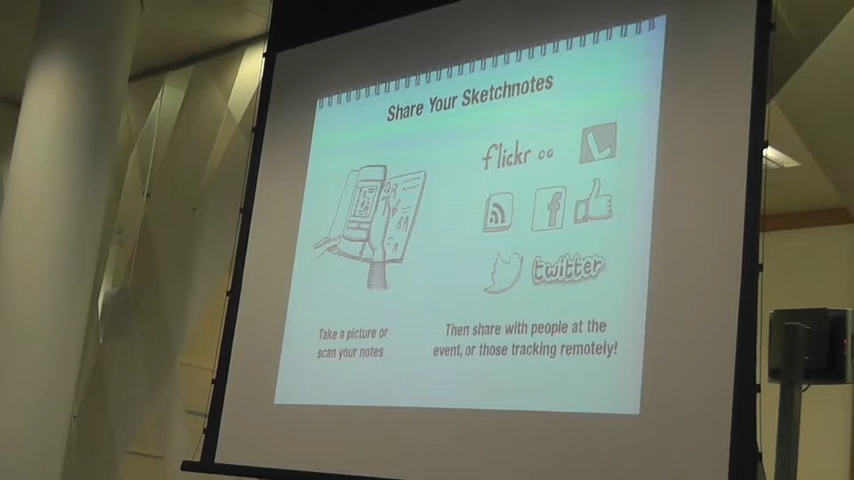 Share Your Sketchnotes
flickr
f
twitter
Take a picture or
scan your notes
Then share with people at the
event, or those tracking remotely!